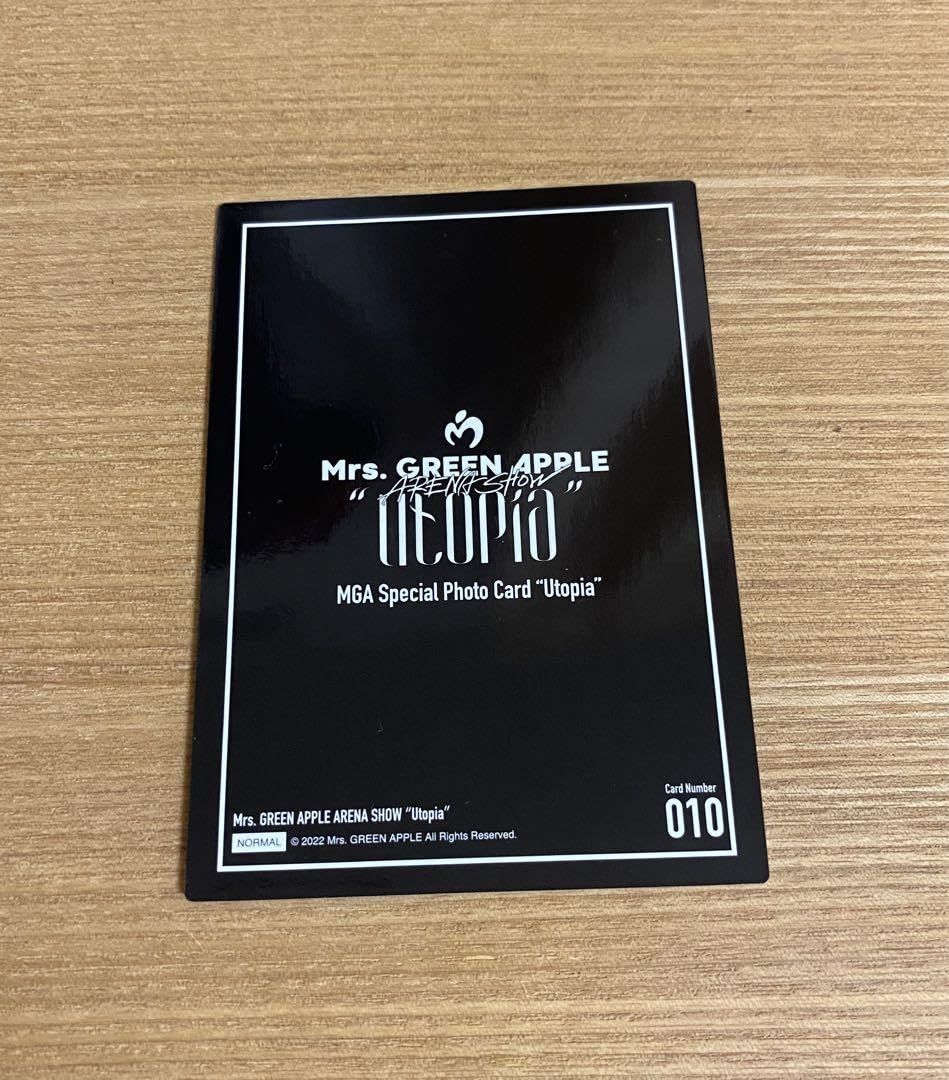 Mrs. GREEN APPLE
ARENA SHOW
“Utopia”
MGA Special Photo Card “Utopia”
Card Number
010
Mrs. GREEN APPLE ARENA SHOW “Utopia”
NORMAL © 2022 Mrs. GREEN APPLE All Rights Reserved.